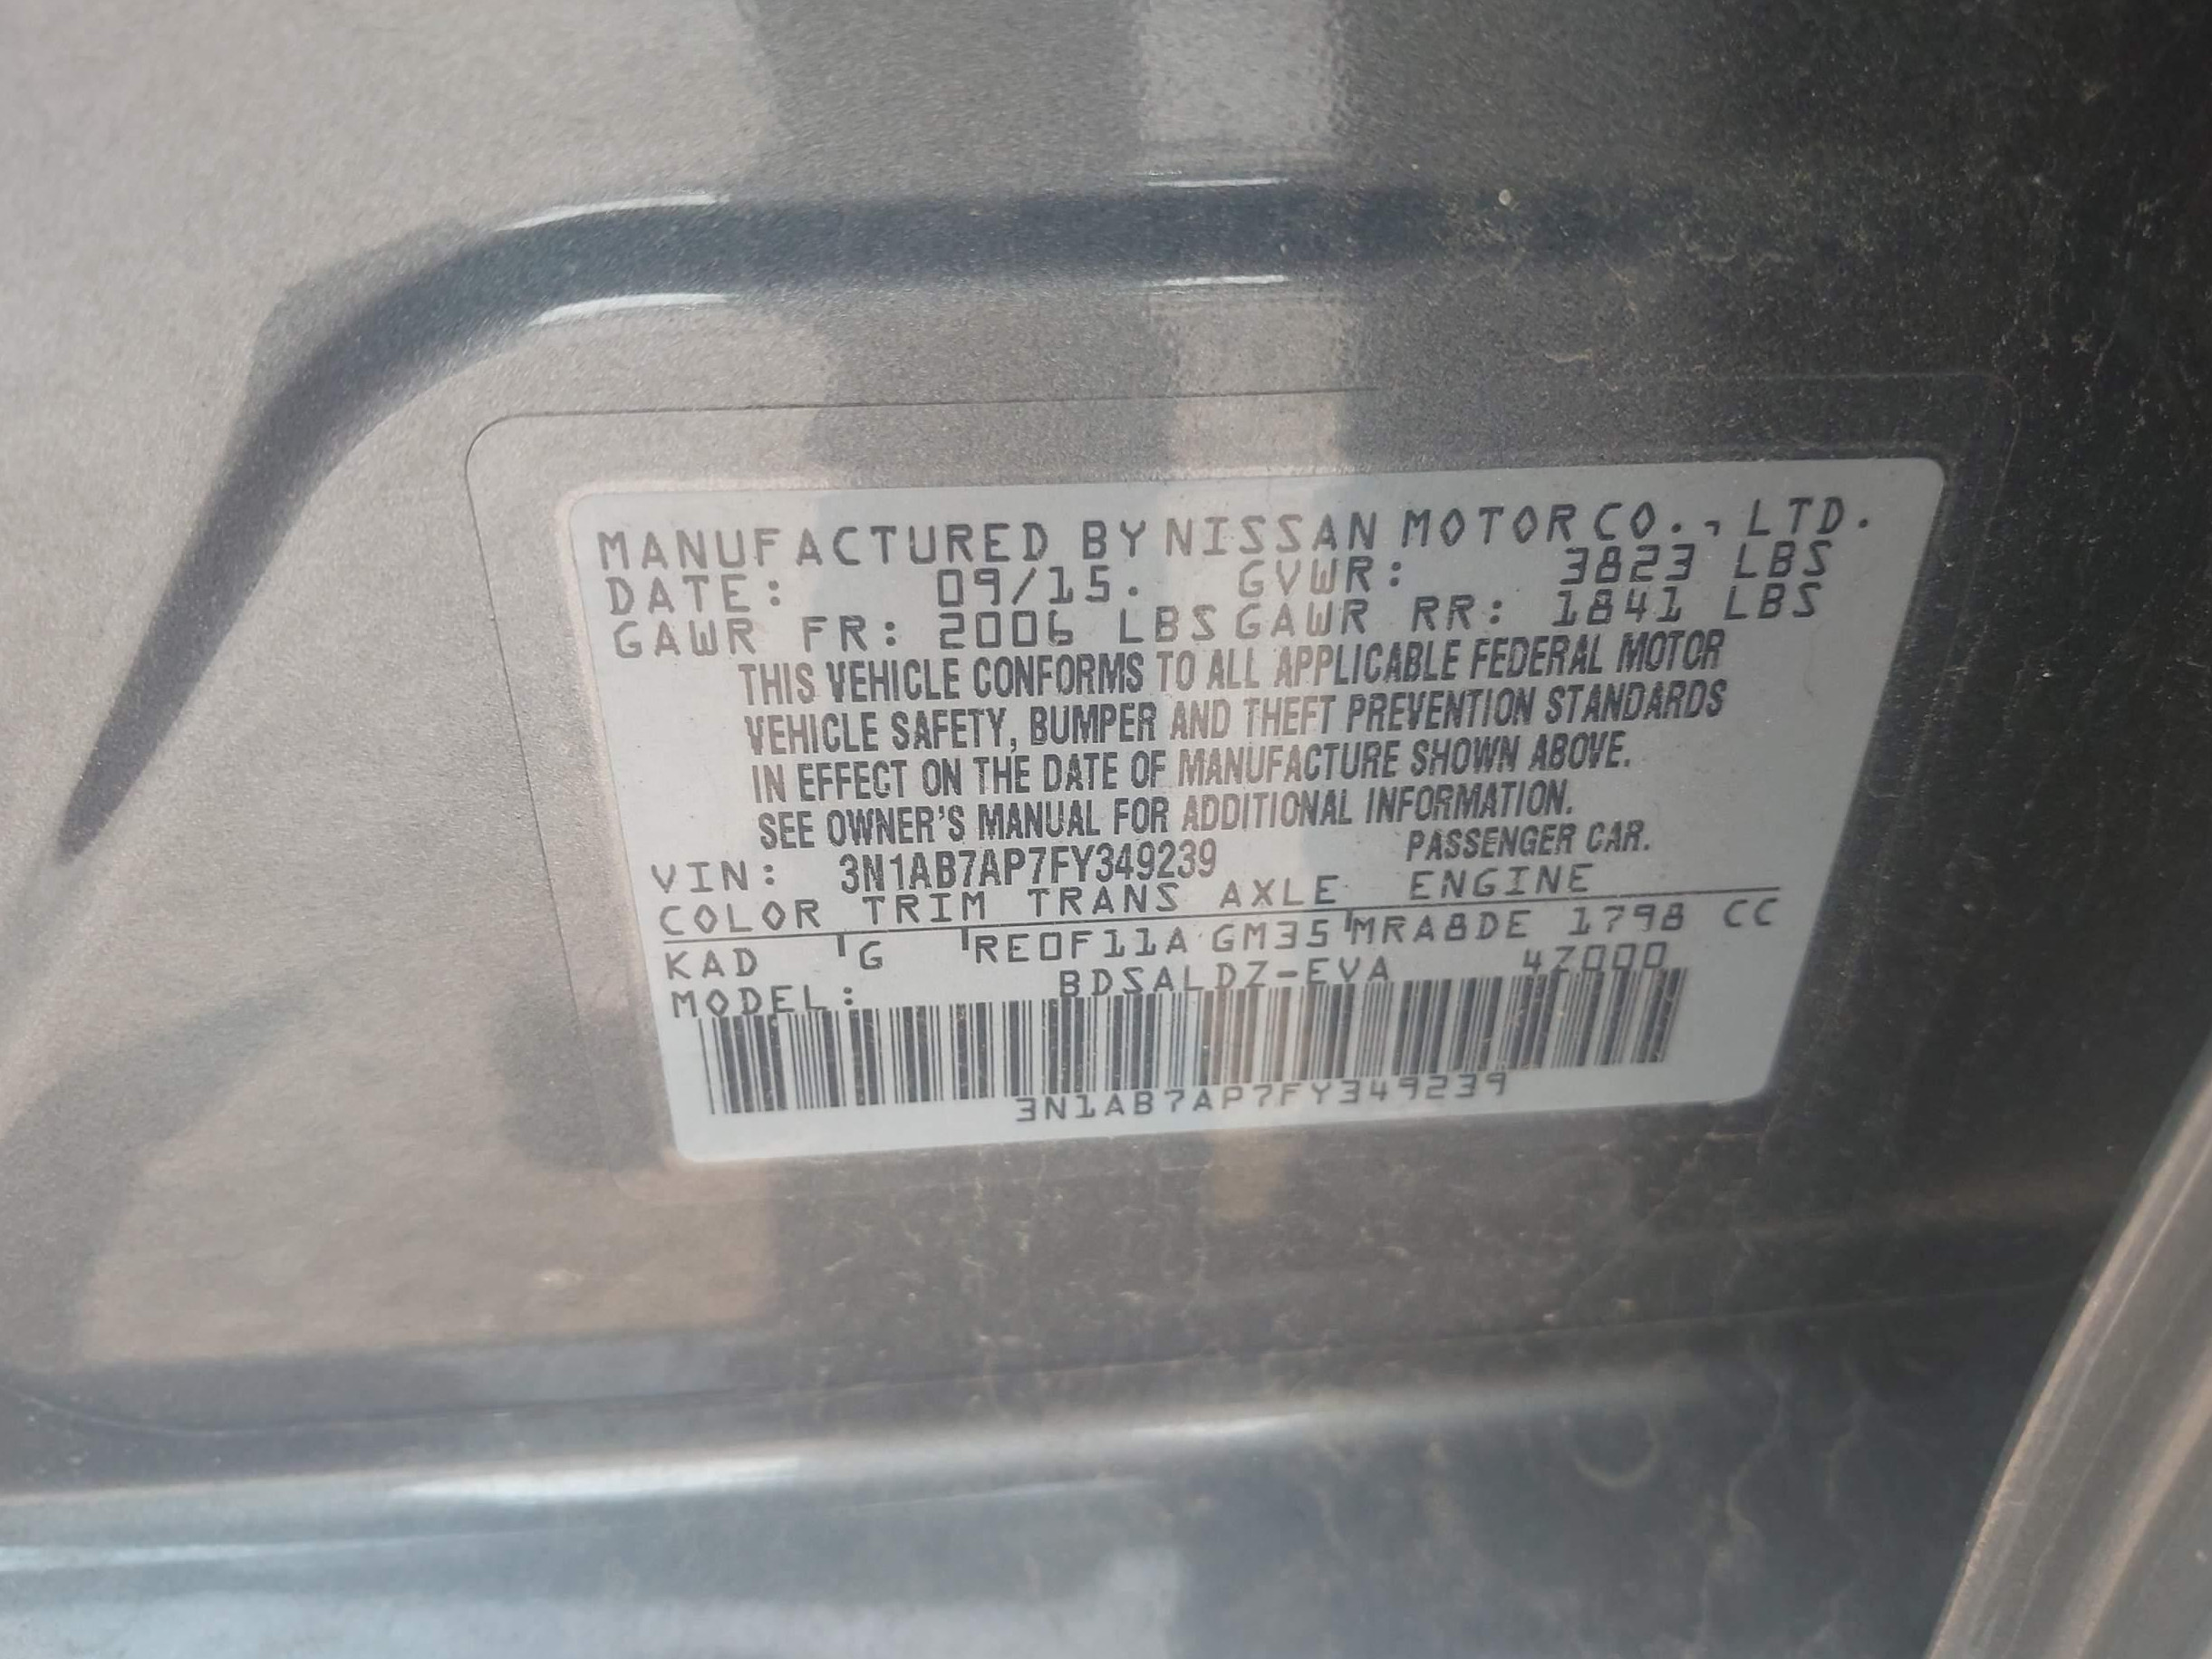 MANUFACTURED BY NISSAN MOTOR CO., LTD.
DATE: 09/15. GVWR: 3823 LBS
GAWR FR: 2006 LBS GAWR RR: 1841 LBS
THIS VEHICLE CONFORMS TO ALL APPLICABLE FEDERAL MOTOR
VEHICLE SAFETY, BUMPER AND THEFT PREVENTION STANDARDS
IN EFFECT ON THE DATE OF MANUFACTURE SHOWN ABOVE.
SEE OWNER'S MANUAL FOR ADDITIONAL INFORMATION.
VIN: 3N1AB7AP7FY349239 PASSENGER CAR.
COLOR TRIM TRANS AXLE ENGINE
KAD G RE0F11A GM35 MRA8DE 1798 CC
MODEL: BDSALDZ-EVA 4Z000
3N1AB7AP7FY349239